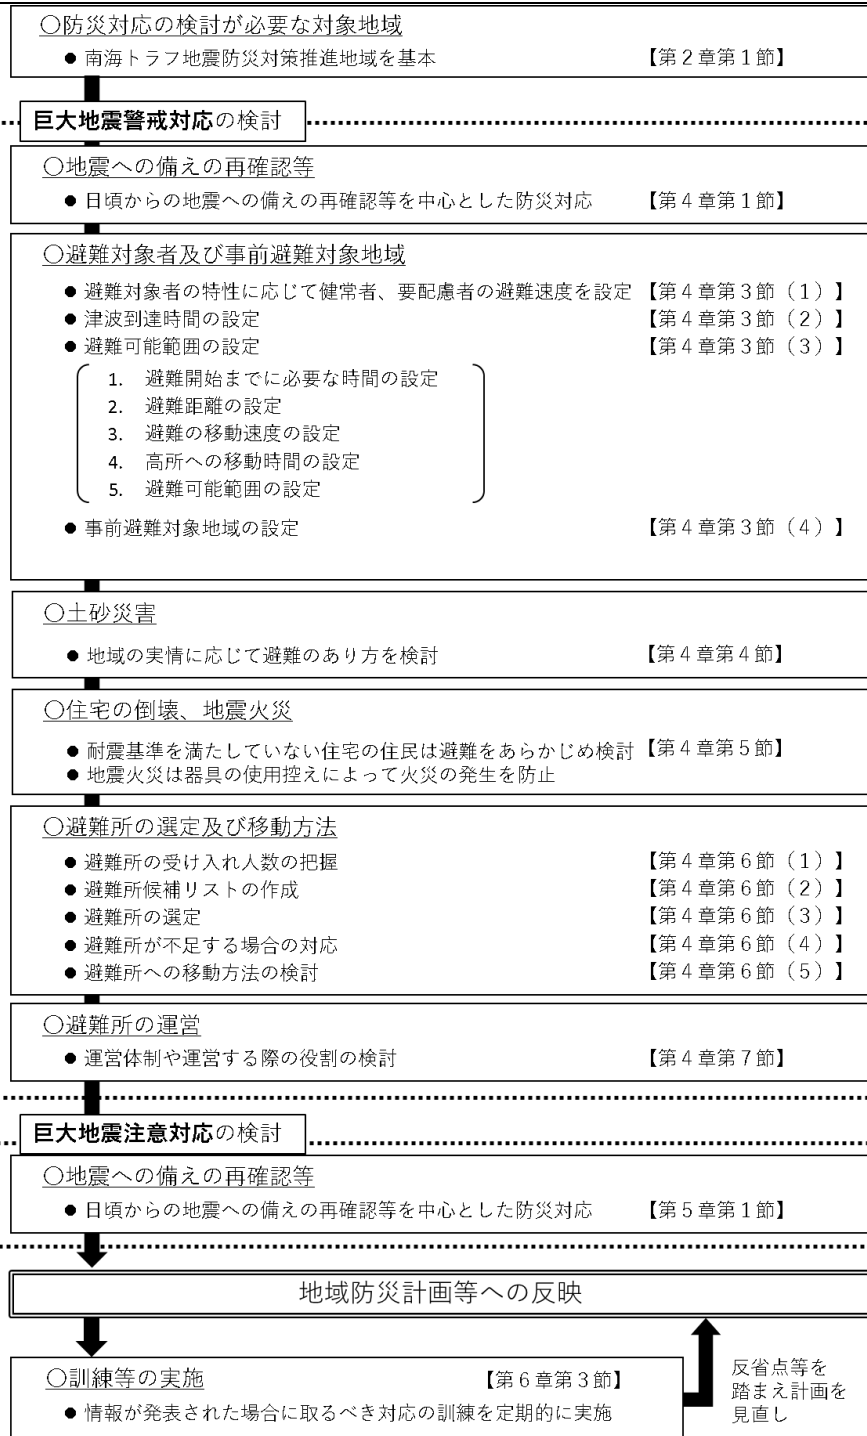 ○防災対応の検討が必要な対象地域
● 南海トラフ地震防災対策推進地域を基本 【第２章第１節】
巨大地震警戒対応の検討
○地震への備えの再確認等
● 日頃からの地震への備えの再確認等を中心とした防災対応 【第４章第１節】
○避難対象者及び事前避難対象地域
● 避難対象者の特性に応じて健常者、要配慮者の避難速度を設定 【第４章第３節（１）】
● 津波到達時間の設定 【第４章第３節（２）】
● 避難可能範囲の設定 【第４章第３節（３）】
1. 避難開始までに必要な時間の設定
2. 避難距離の設定
3. 避難の移動速度の設定
4. 高所への移動時間の設定
5. 避難可能範囲の設定
● 事前避難対象地域の設定 【第４章第３節（４）】
○土砂災害
● 地域の実情に応じて避難のあり方を検討 【第４章第４節】
○住宅の倒壊、地震火災
● 耐震基準を満たしていない住宅の住民は避難をあらかじめ検討 【第４章第５節】
● 地震火災は器具の使用控えによって火災の発生を防止
○避難所の選定及び移動方法
● 避難所の受け入れ人数の把握 【第４章第６節（１）】
● 避難所候補リストの作成 【第４章第６節（２）】
● 避難所の選定 【第４章第６節（３）】
● 避難所が不足する場合の対応 【第４章第６節（４）】
● 避難所への移動方法の検討 【第４章第６節（５）】
○避難所の運営
● 運営体制や運営する際の役割の検討 【第４章第７節】
巨大地震注意対応の検討
○地震への備えの再確認等
● 日頃からの地震への備えの再確認等を中心とした防災対応 【第５章第１節】
地域防災計画等への反映
○訓練等の実施 【第６章第３節】
● 情報が発表された場合に取るべき対応の訓練を定期的に実施
反省点等を
踏まえ計画を
見直し